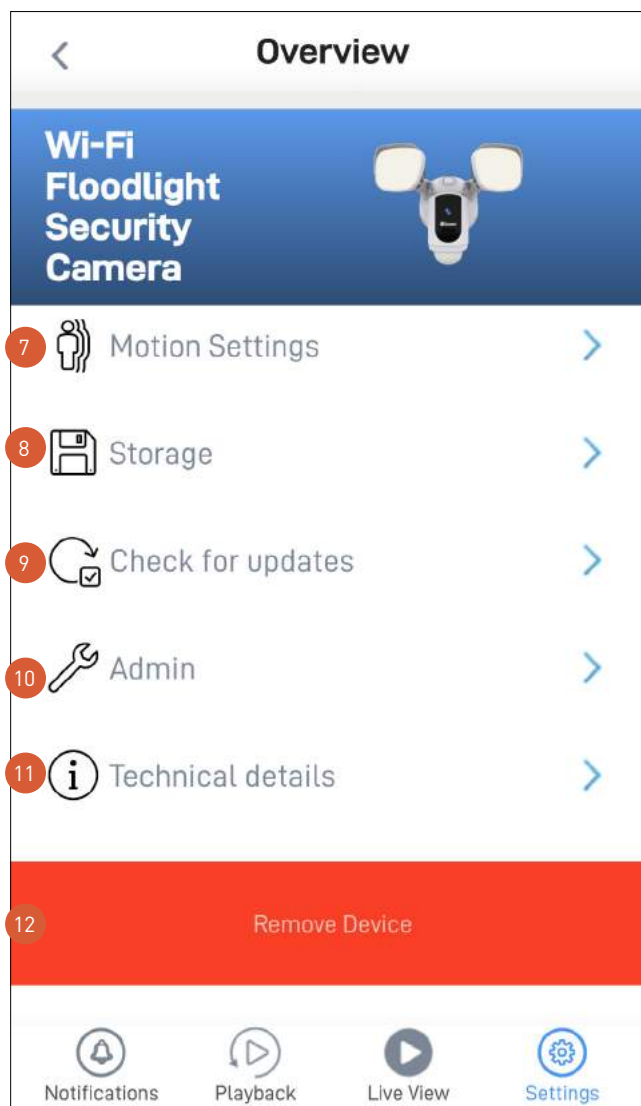 Overview
Wi-Fi
Floodlight
Security
Camera
7 Motion Settings
8 Storage
9 Check for updates
10 Admin
11 Technical details
12 Remove Device
Notifications Playback Live View Settings